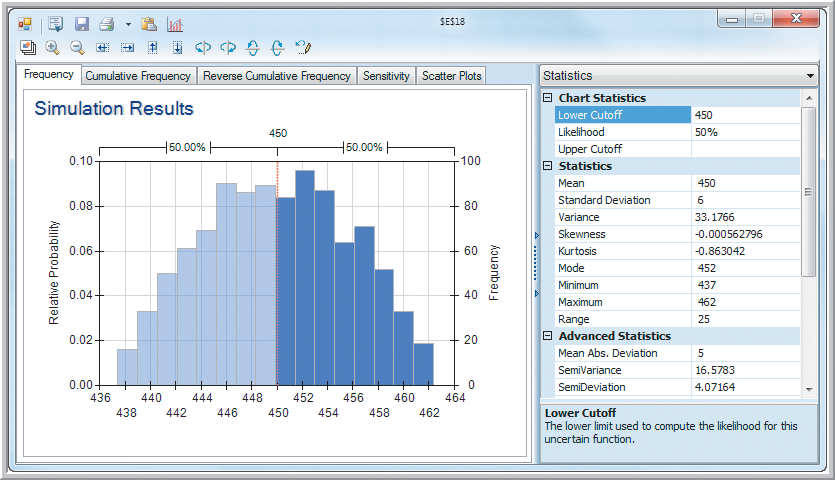 $E$18
Frequency Cumulative Frequency Reverse Cumulative Frequency Sensitivity Scatter Plots
Simulation Results
450
50.00% 50.00%
0.10 100
0.08 80
0.06 60
0.04 40
0.02 20
0.00 0
Relative Probability
Frequency
436 440 444 448 450 452 456 460 464
438 442 446 450 454 458 462
Statistics
Chart Statistics
Lower Cutoff 450
Likelihood 50%
Upper Cutoff
Statistics
Mean 450
Standard Deviation 6
Variance 33.1766
Skewness -0.000562796
Kurtosis -0.863042
Mode 452
Minimum 437
Maximum 462
Range 25
Advanced Statistics
Mean Abs. Deviation 5
SemiVariance 16.5783
SemiDeviation 4.07164
Lower Cutoff
The lower limit used to compute the likelihood for this
uncertain function.